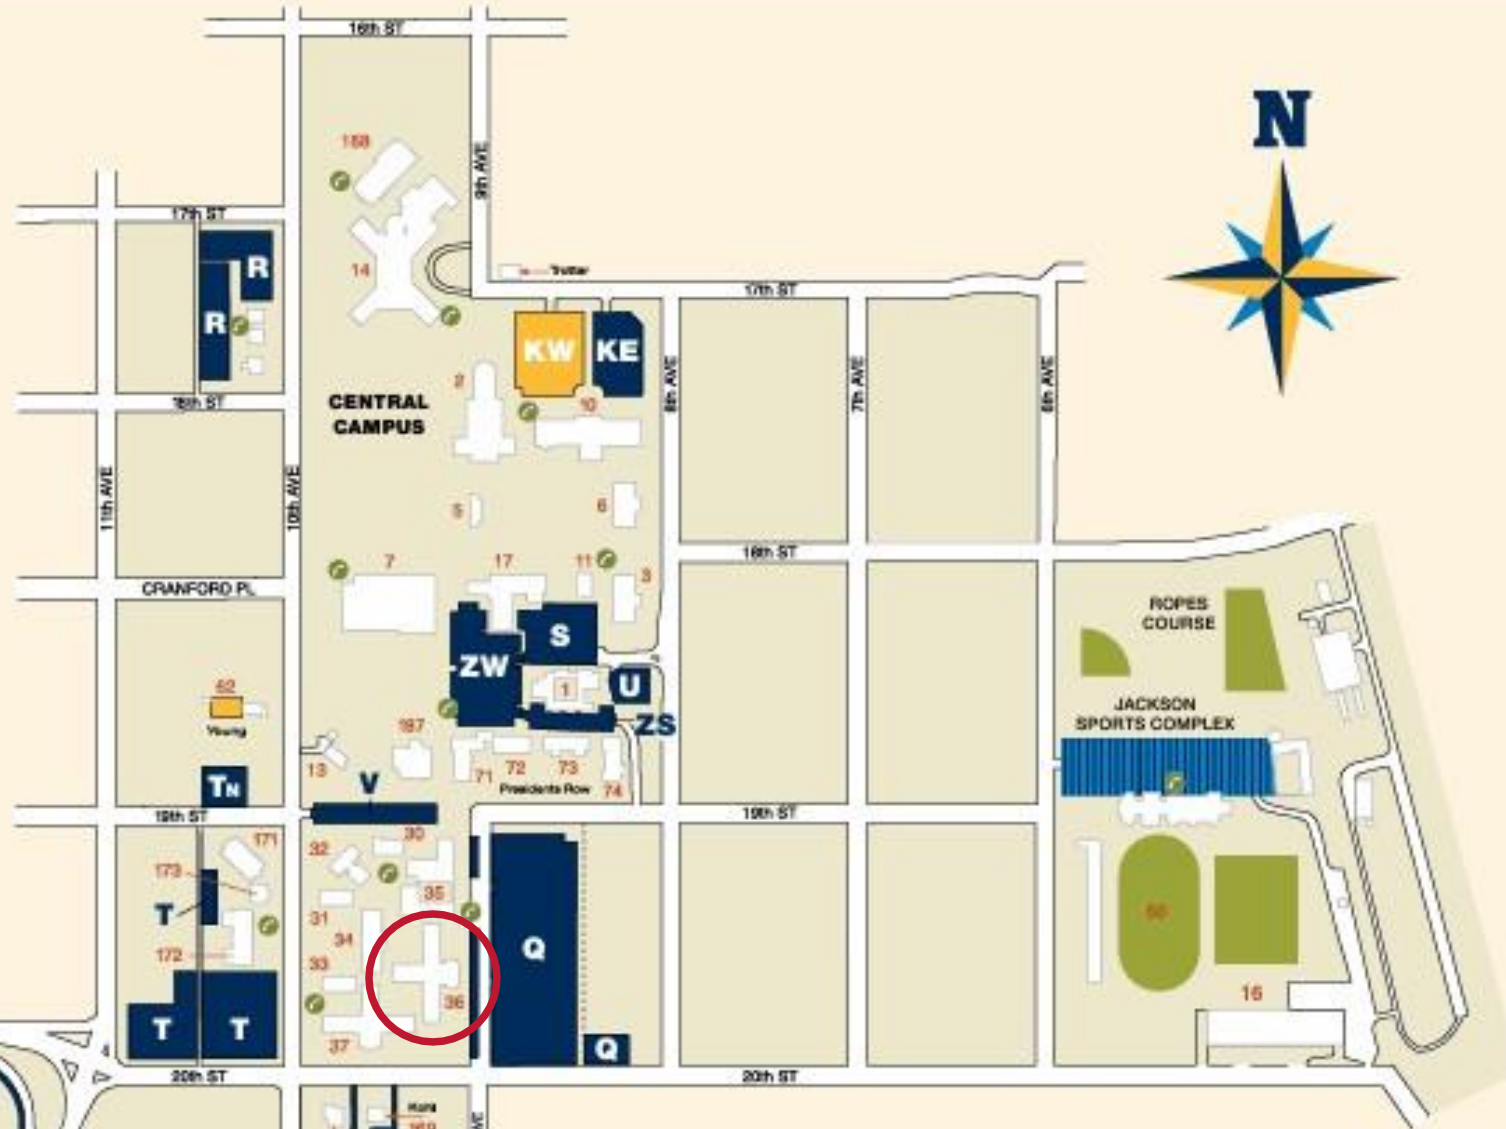 16th ST
N
188
9th AVE
17th ST
R
14
Trotter
17th ST
R
KW
KE
2
8th AVE
7th AVE
6th AVE
18th ST
CENTRAL
CAMPUS
10
11th AVE
10th AVE
5
6
18th ST
7
17
11
3
CRANFORD PL
ROPES
COURSE
S
ZW
62
1
U
Young
187
ZS
JACKSON
SPORTS COMPLEX
13
71
72
73
74
Presidents Row
TN
V
19th ST
19th ST
30
171
32
173
35
T
31
34
172
33
36
Q
16
T
T
37
Q
20th ST
20th ST